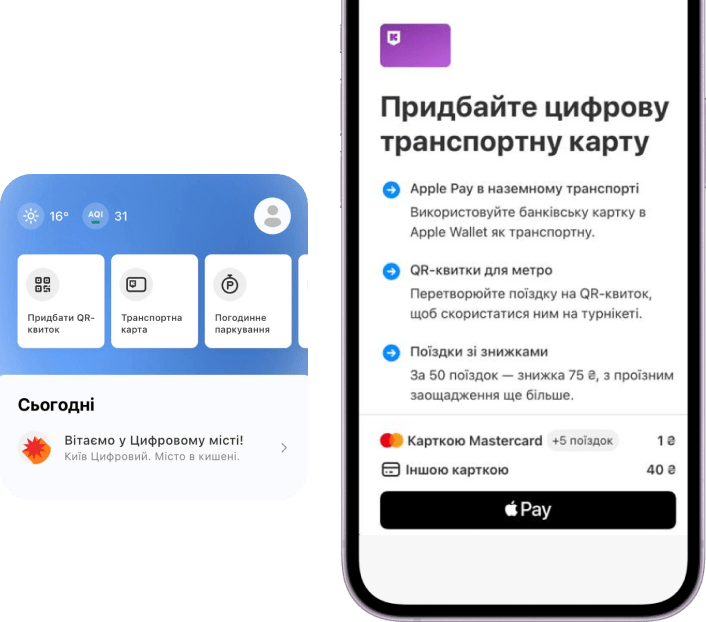 16°
AQI
31
Придбати QR-
квиток
Транспортна
карта
P
Погодинне
паркування
Сьогодні
Вітаємо у Цифровому місті!
Київ Цифровий. Місто в кишені.
Придбайте цифрову
транспортну карту
Apple Pay в наземному транспорті
Використовуйте банківську картку в
Apple Wallet як транспортну.
QR-квитки для метро
Перетворюйте поїздку на QR-квиток,
щоб скористатися ним на турнікеті.
Поїздки зі знижками
За 50 поїздок — знижка 75 ₴, з проїзним
заощадження ще більше.
Карткою Mastercard +5 поїздок 1 ₴
Іншою карткою 40 ₴
Pay